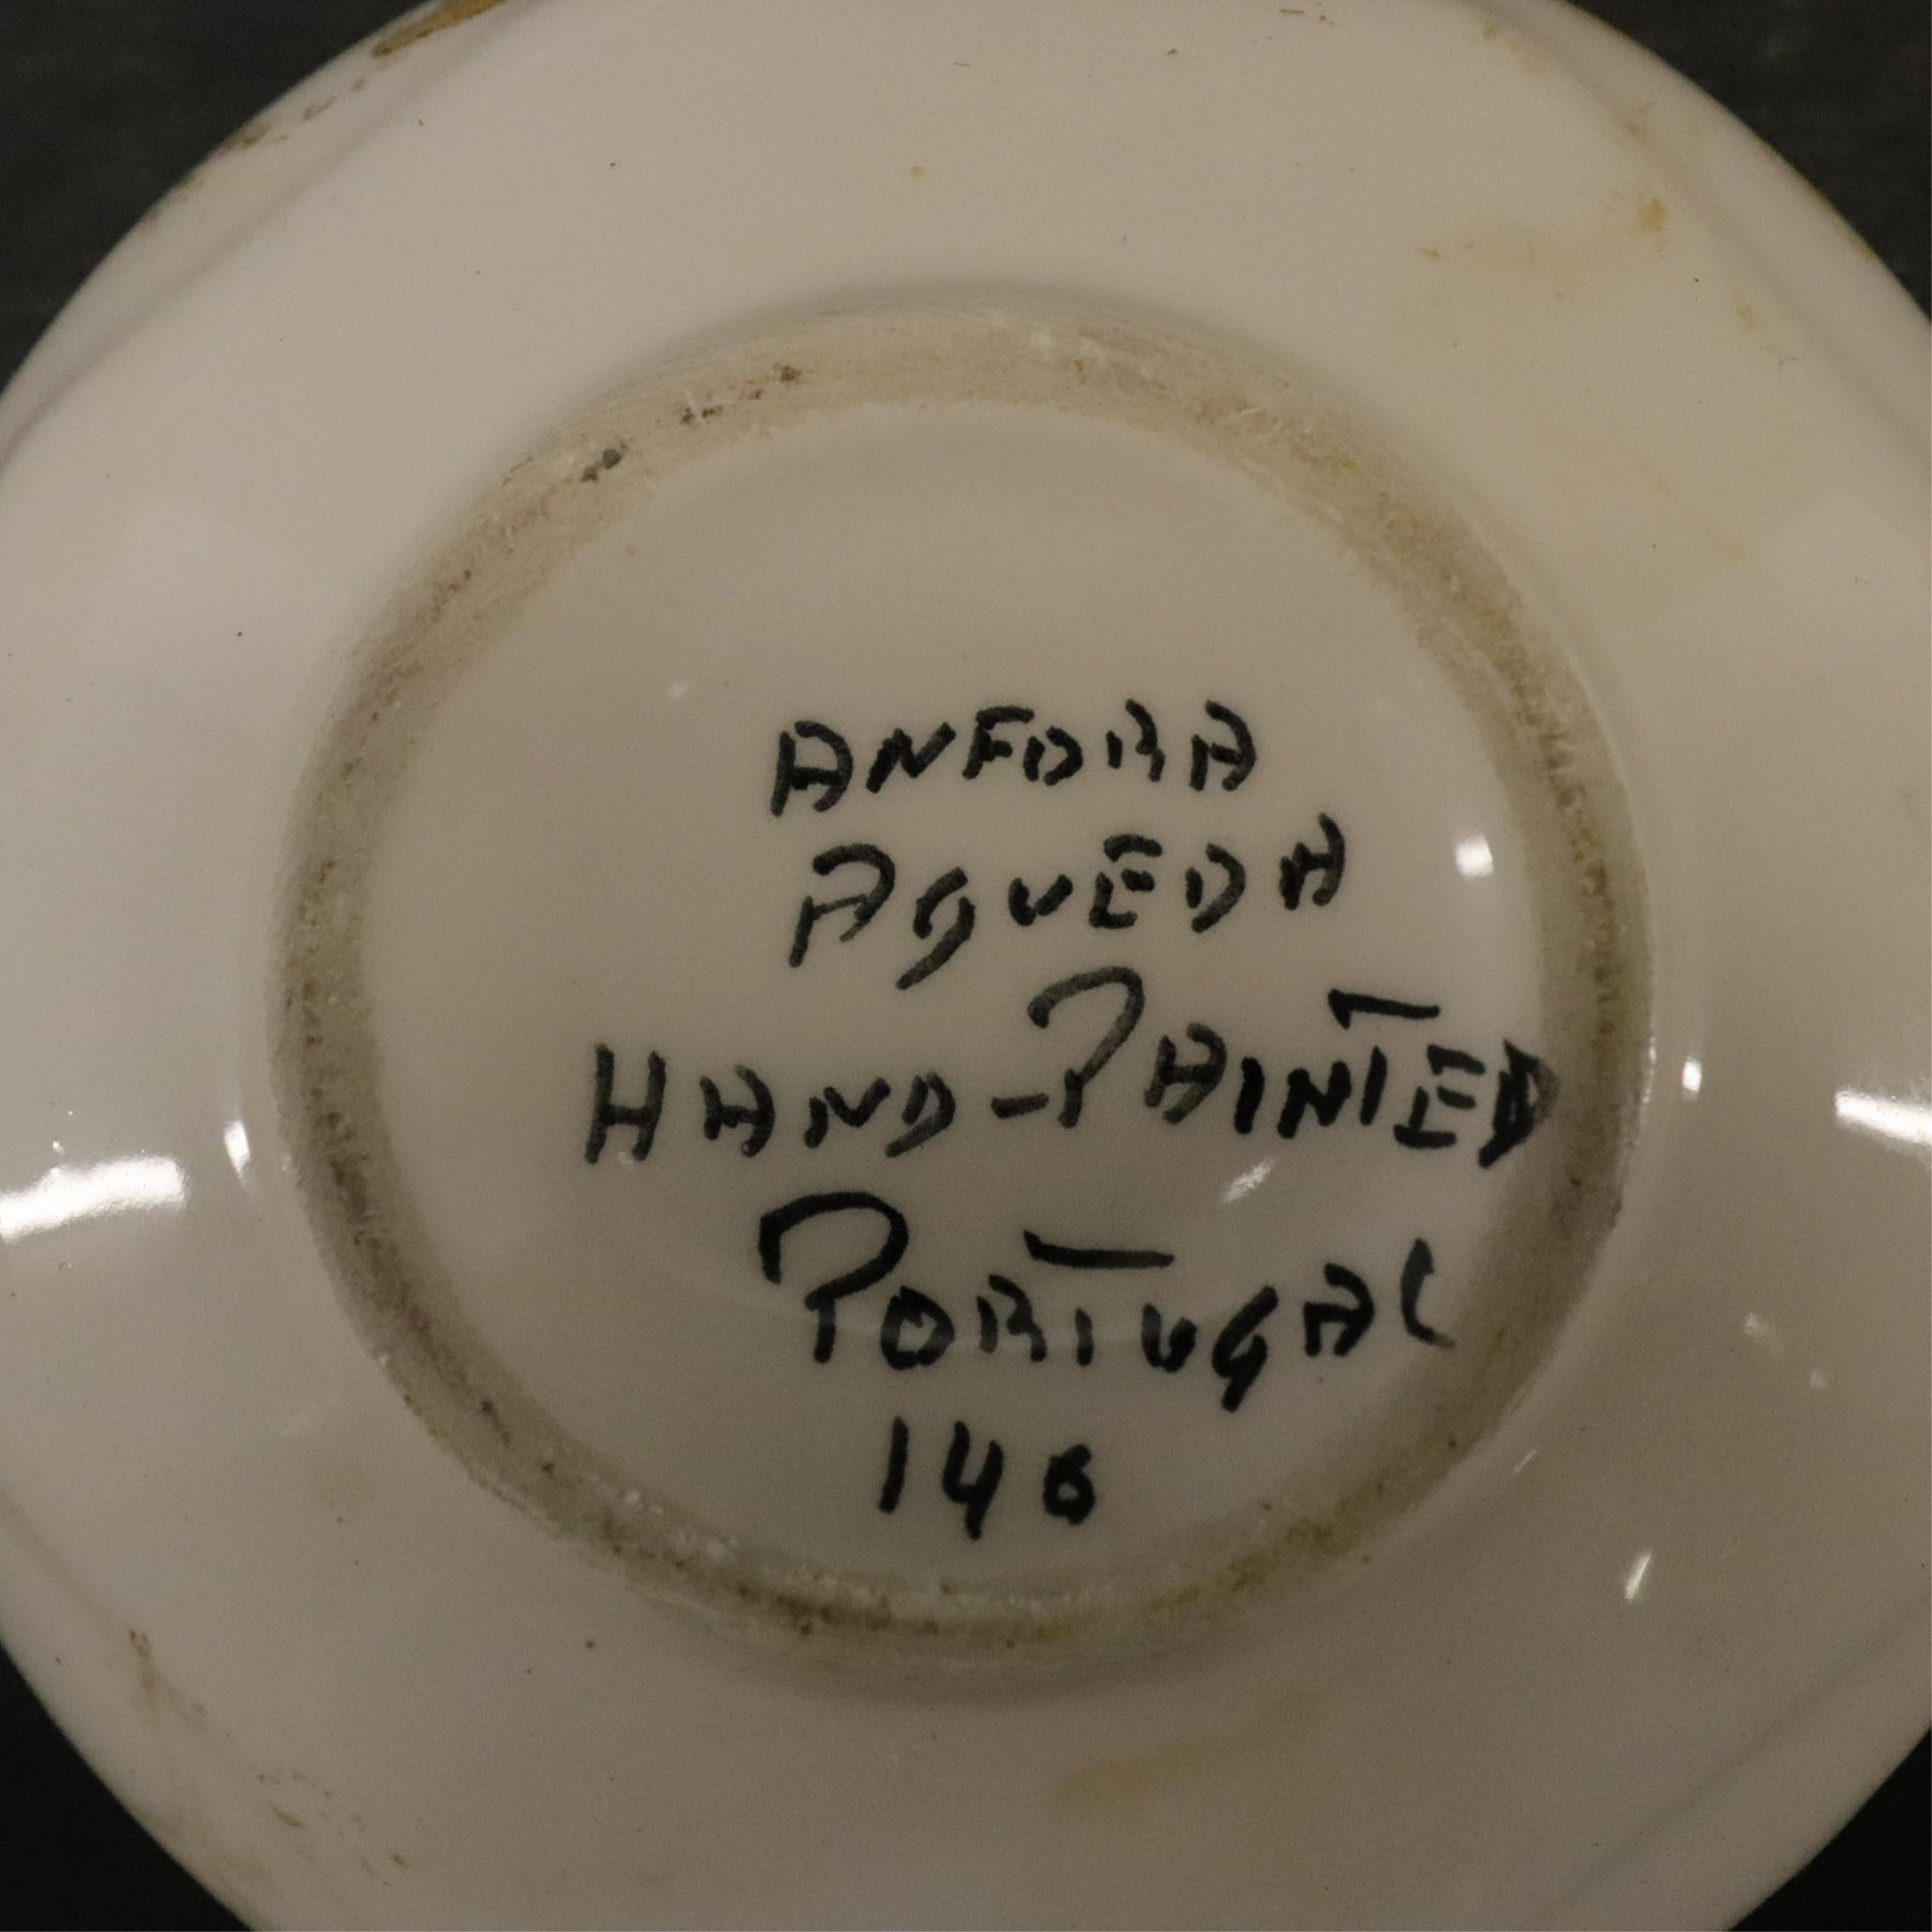 ANFORA
AGUEDA
HAND-PAINTED
PORTUGAL
146